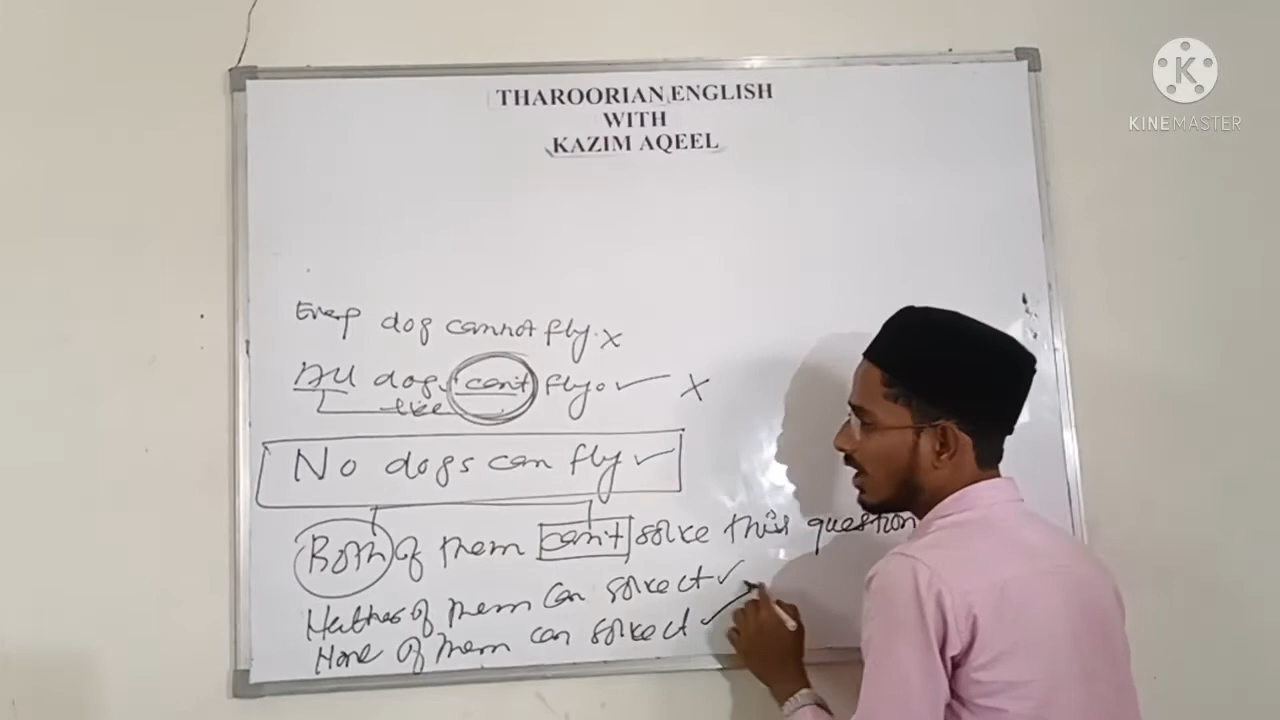 THAROORIAN ENGLISH
WITH
KAZIM AQEEL
K
KINEMASTER
Every dog cannot fly. x
All dogs can't fly ✓ x
No dogs can fly ✓
Both of them can't solve this question
Neither of them can solve it ✓
None of them can solve it ✓